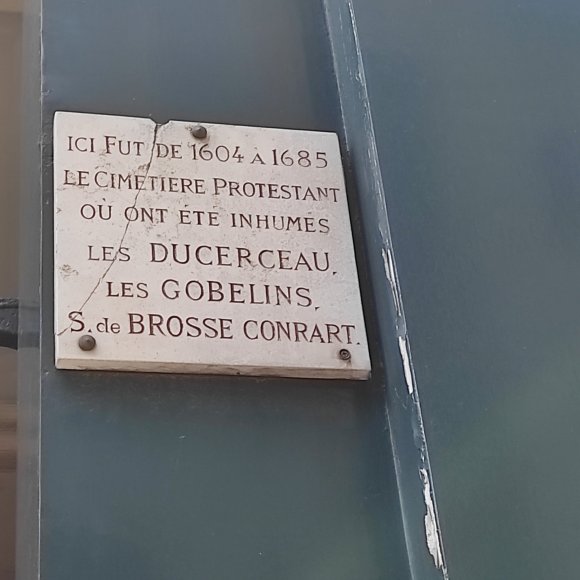 ICI FUT DE 1604 A 1685
LE CIMETIERE PROTESTANT
OÙ ONT ÉTÉ INHUMÉS
LES DUCERCEAU,
LES GOBELINS,
S. de BROSSE CONRART.